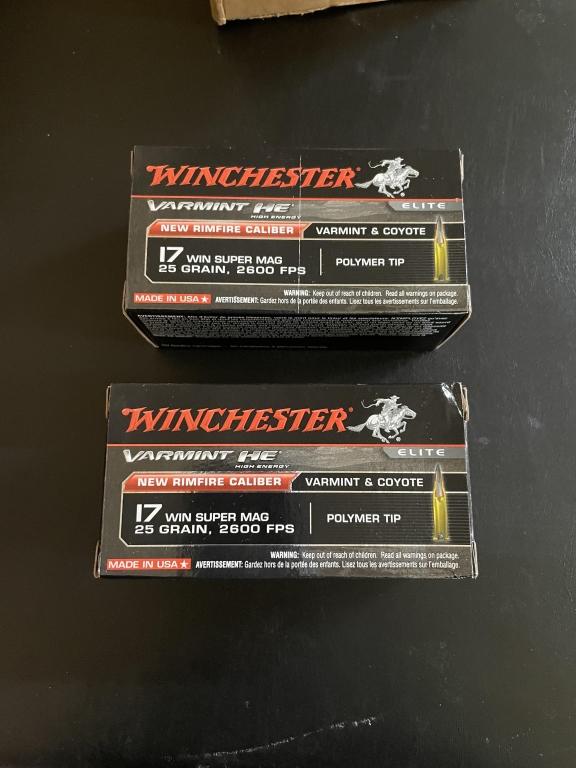 WINCHESTER
VARMINT HE
HIGH ENERGY
ELITE
NEW RIMFIRE CALIBER
VARMINT & COYOTE
17 WIN SUPER MAG
25 GRAIN, 2600 FPS
POLYMER TIP
WARNING: Keep out of reach of children. Read all warnings on package.
MADE IN USA★ AVERTISSEMENT: Gardez hors de la portée des enfants. Lisez tous les avertissements sur l'emballage.
WINCHESTER
VARMINT HE
HIGH ENERGY
ELITE
NEW RIMFIRE CALIBER
VARMINT & COYOTE
17 WIN SUPER MAG
25 GRAIN, 2600 FPS
POLYMER TIP
WARNING: Keep out of reach of children. Read all warnings on package.
MADE IN USA★ AVERTISSEMENT: Gardez hors de la portée des enfants. Lisez tous les avertissements sur l'emballage.